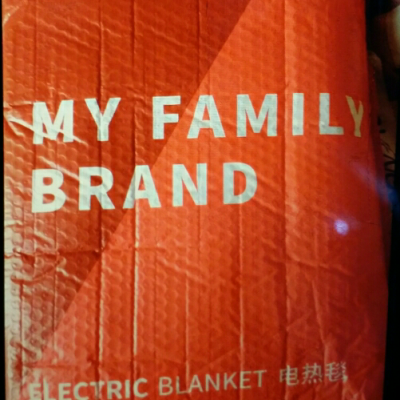 MY FAMILY
BRAND
ELECTRIC BLANKET 电热毯